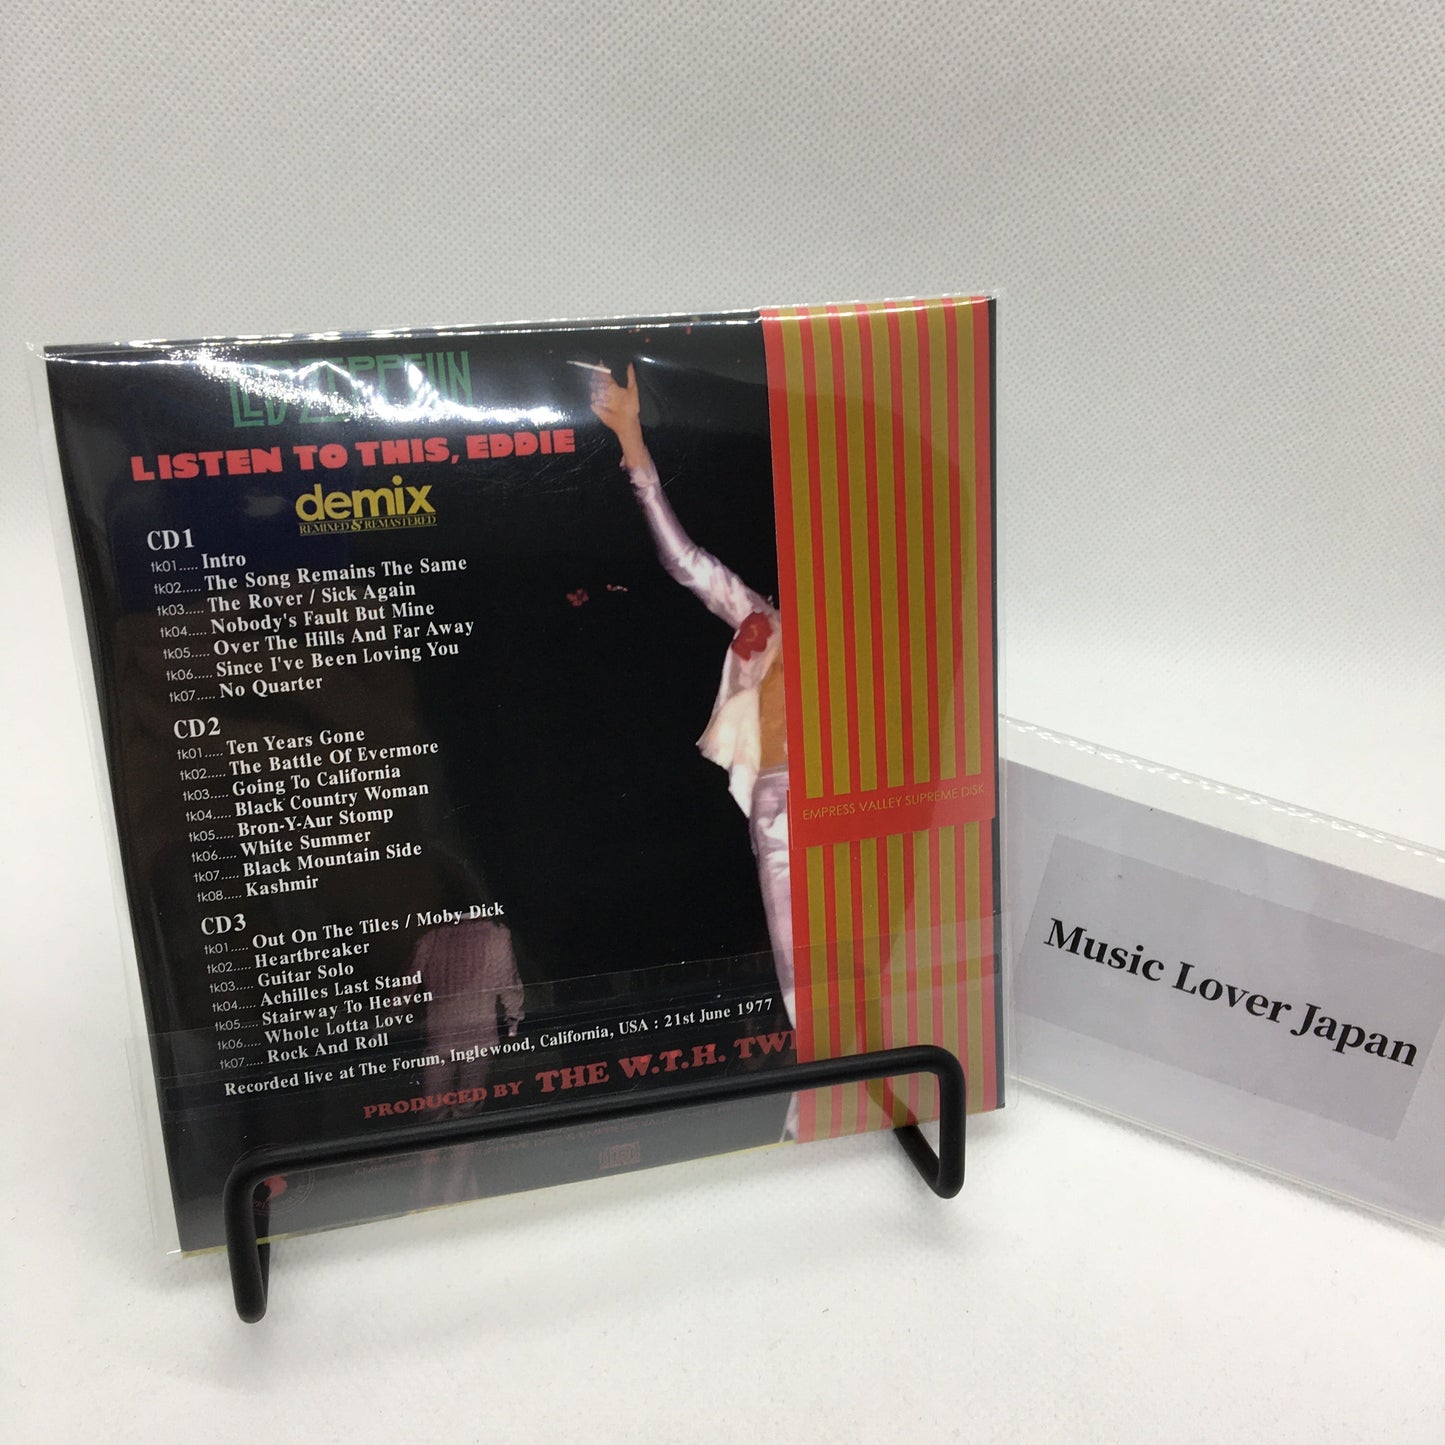 LED ZEPPELIN
LISTEN TO THIS, EDDIE
demix
REMIXED & REMASTERED
CD1
tk01..... Intro
tk02..... The Song Remains The Same
tk03..... The Rover / Sick Again
tk04..... Nobody's Fault But Mine
tk05..... Over The Hills And Far Away
tk06..... Since I've Been Loving You
tk07..... No Quarter
CD2
tk01..... Ten Years Gone
tk02..... The Battle Of Evermore
tk03..... Going To California
tk04..... Black Country Woman
tk05..... Bron-Y-Aur Stomp
tk06..... White Summer
tk07..... Black Mountain Side
tk08..... Kashmir
CD3
tk01..... Out On The Tiles / Moby Dick
tk02..... Heartbreaker
tk03..... Guitar Solo
tk04..... Achilles Last Stand
tk05..... Stairway To Heaven
tk06..... Whole Lotta Love
tk07..... Rock And Roll
Recorded live at The Forum, Inglewood, California, USA : 21st June 1977
PRODUCED BY THE W.T.H.
EMPRESS VALLEY SUPREME DISK
Music Lover Japan